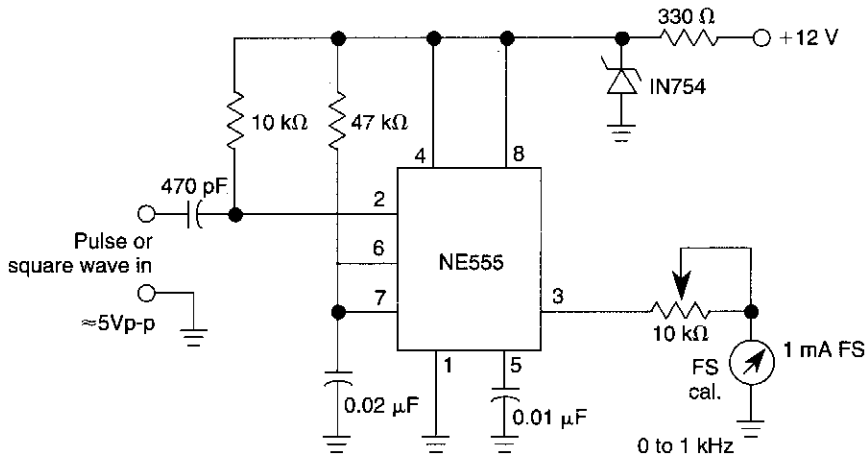 330 Ω
+12 V
IN754
10 kΩ
47 kΩ
4
8
470 pF
2
Pulse or
square wave in
6
NE555
7
3
≈5Vp-p
10 kΩ
1
5
FS
cal.
1 mA FS
0.02 µF
0.01 µF
0 to 1 kHz